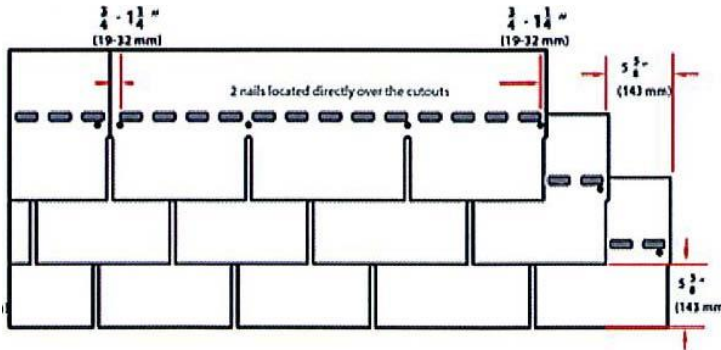 3/4 - 1 1/4 "
(19-32 mm)
3/4 - 1 1/4 "
(19-32 mm)
2 nails located directly over the cutouts
5 5/8 "
(143 mm)
5 5/8 "
(143 mm)